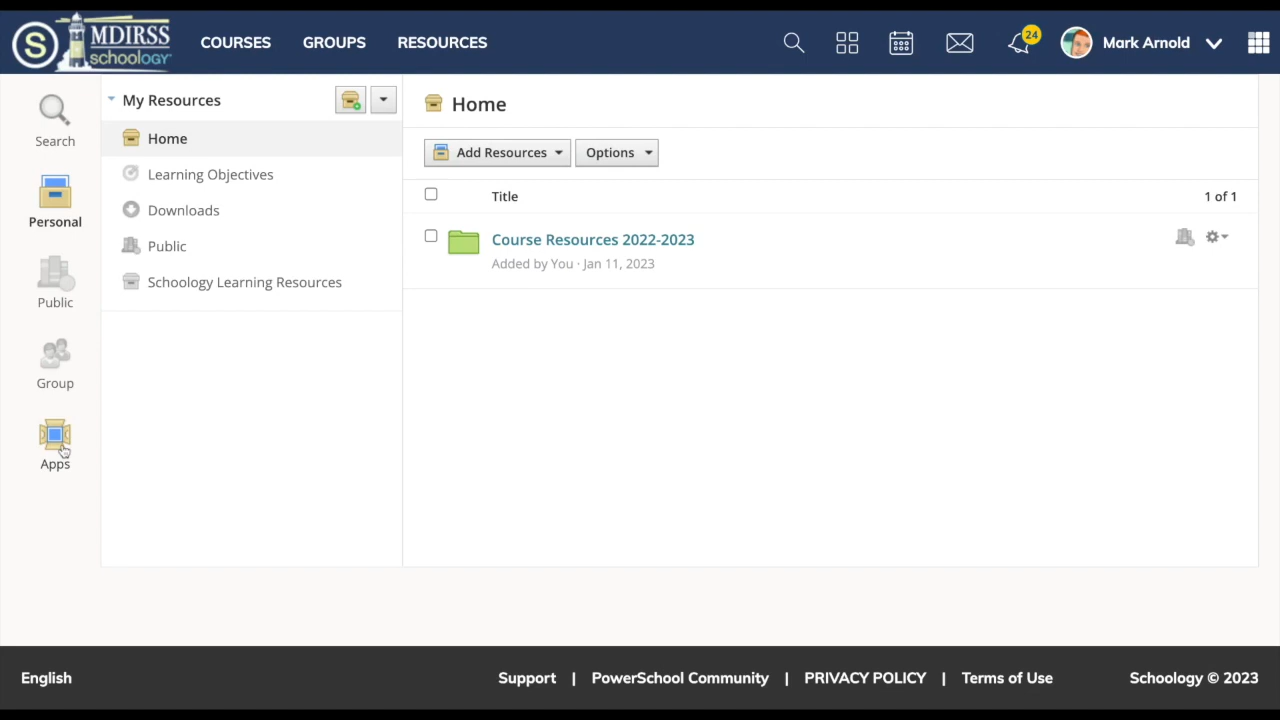 S MDIRSS schoology
COURSES GROUPS RESOURCES 24 Mark Arnold
Search
Personal
Public
Group
Apps
My Resources
Home
Learning Objectives
Downloads
Public
Schoology Learning Resources
Home
Add Resources Options
Title 1 of 1
Course Resources 2022-2023
Added by You · Jan 11, 2023
English Support | PowerSchool Community | PRIVACY POLICY | Terms of Use Schoology © 2023